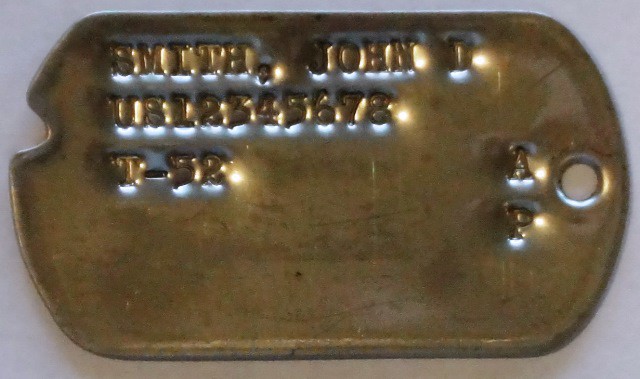 SMITH, JOHN D.
US12345678.
T-52. A.
P.